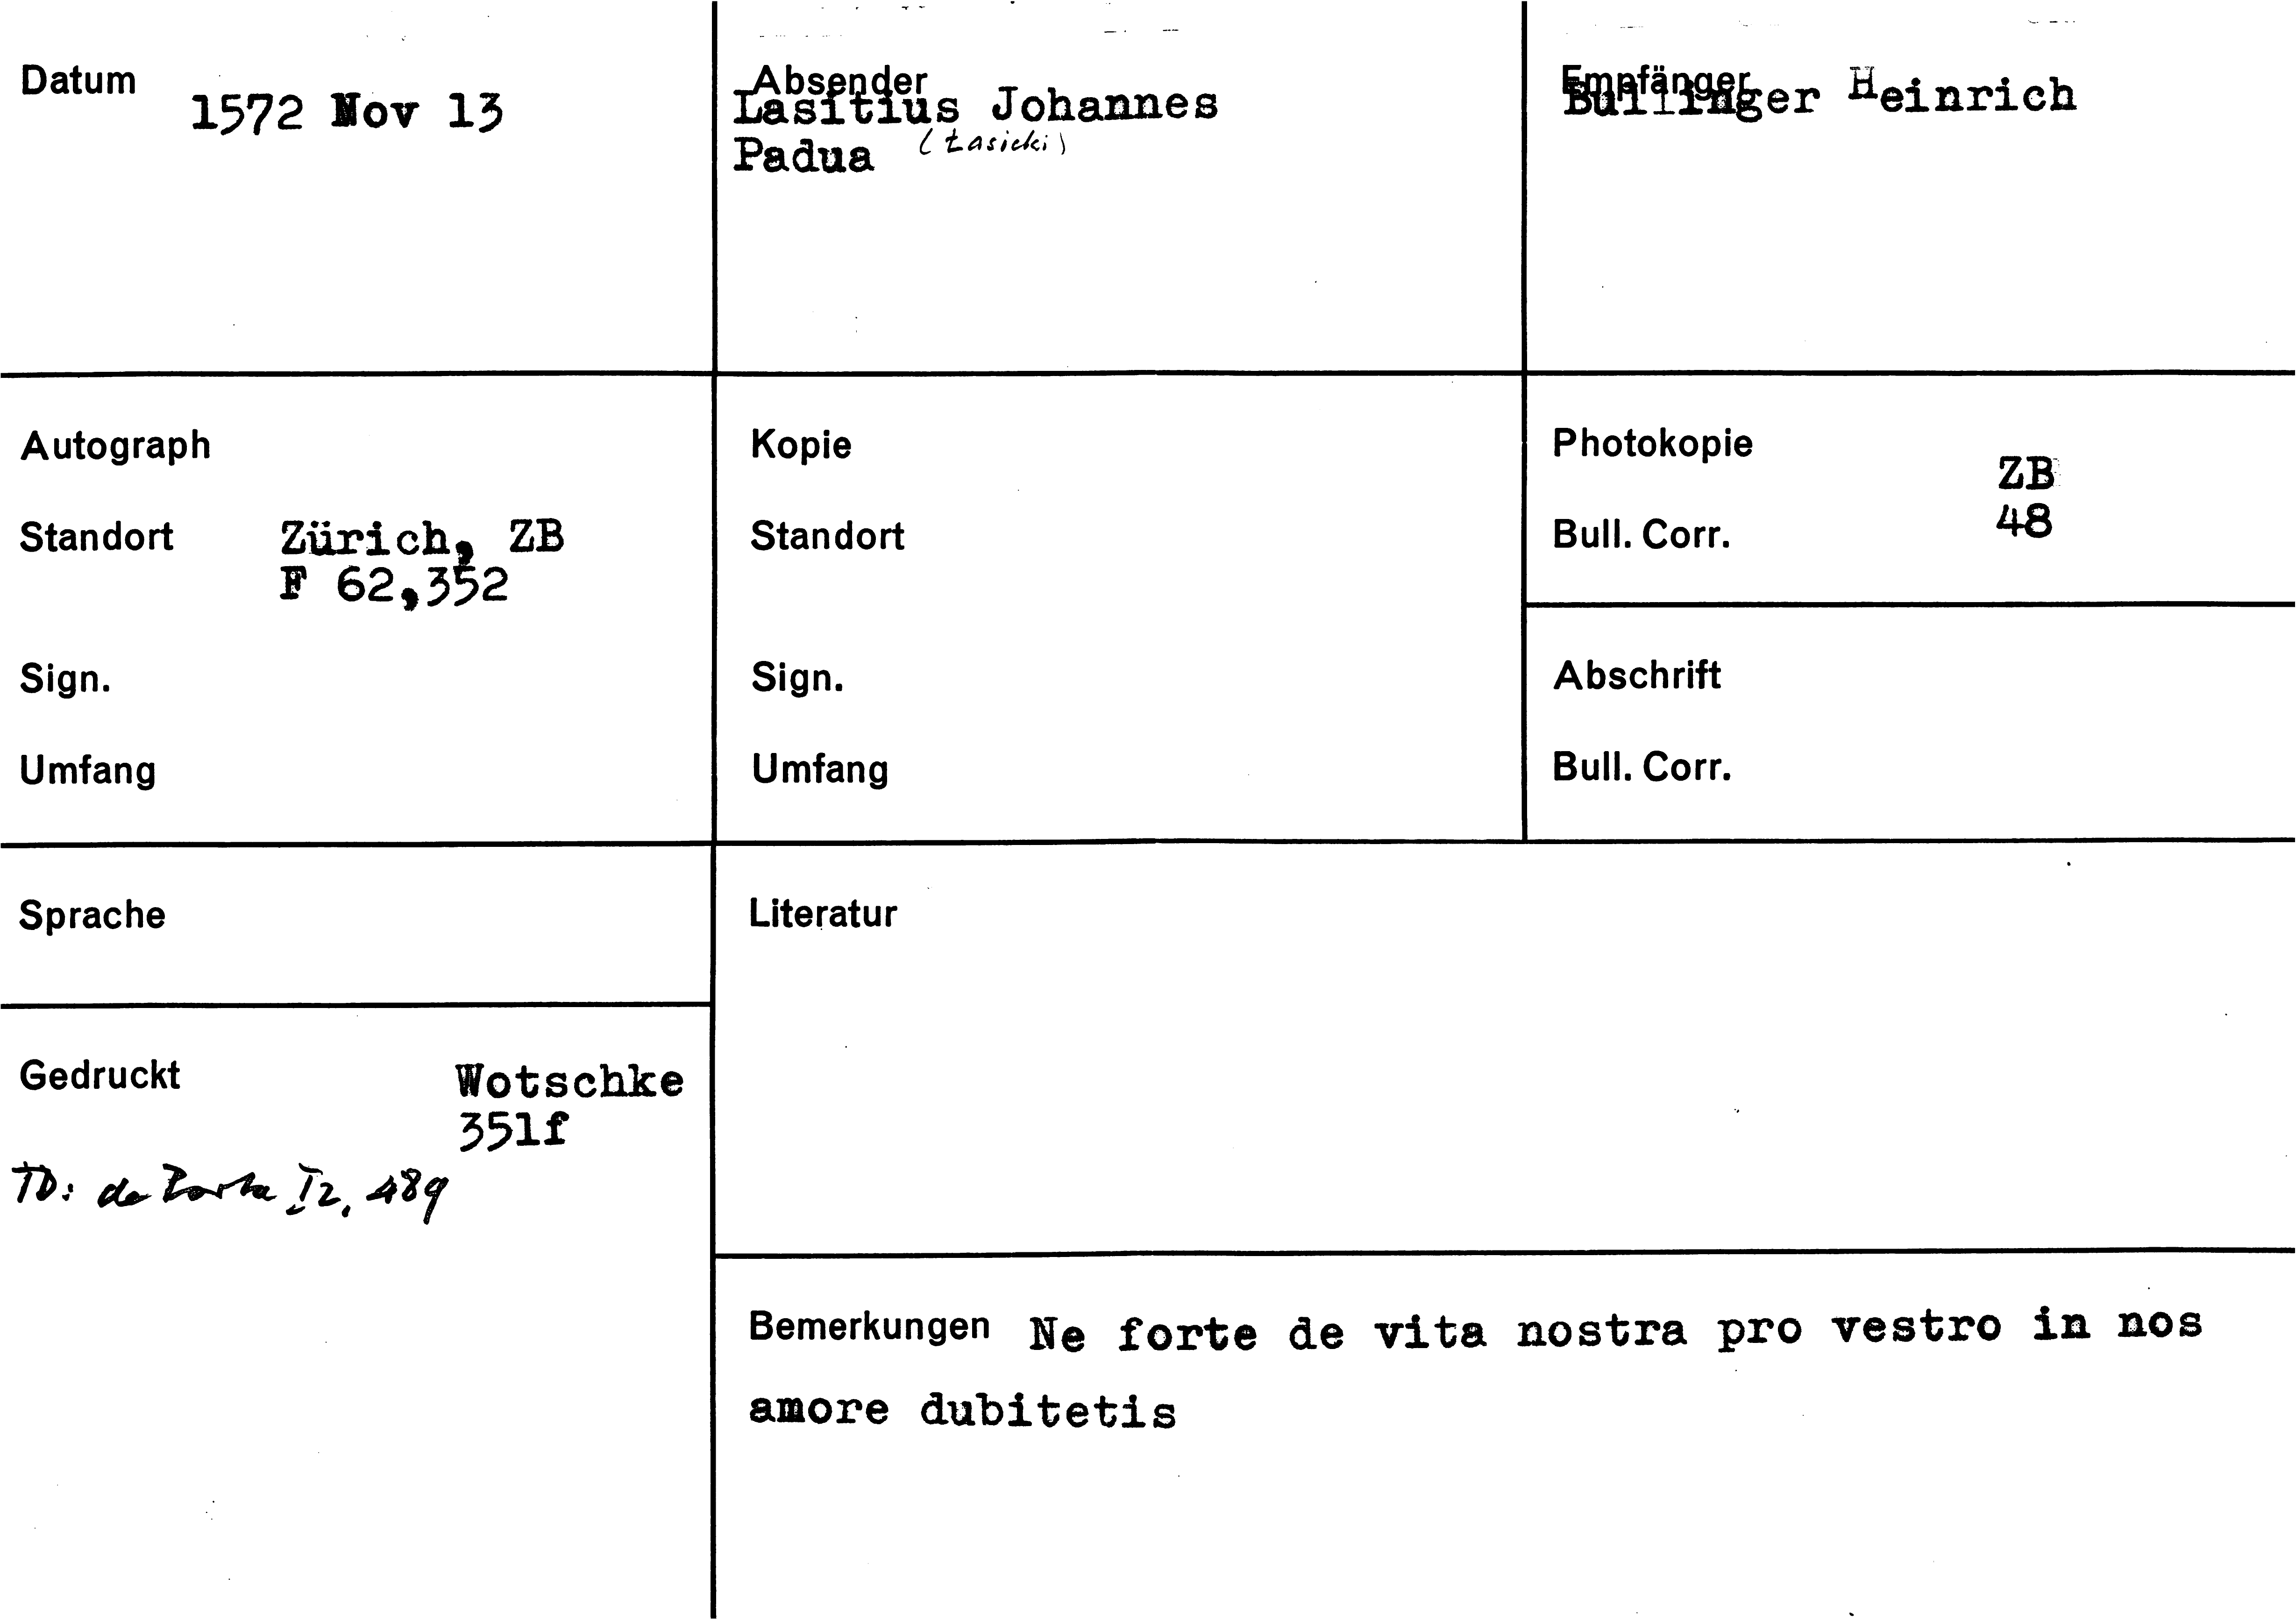 Datum 1572 Nov 13
Absender
Lasitius Johannes
Padua (Łasicki)
Empfänger
Bullinger Heinrich
Autograph
Standort Zürich, ZB
F 62,352
Sign.
Umfang
Kopie
Standort
Sign.
Umfang
Photokopie ZB
Bull. Corr. 48
Abschrift
Bull. Corr.
Sprache
Literatur
Gedruckt Wotschke
351f
TD: de Porta I2, 489
Bemerkungen Ne forte de vita nostra pro vestro in nos
amore dubitetis